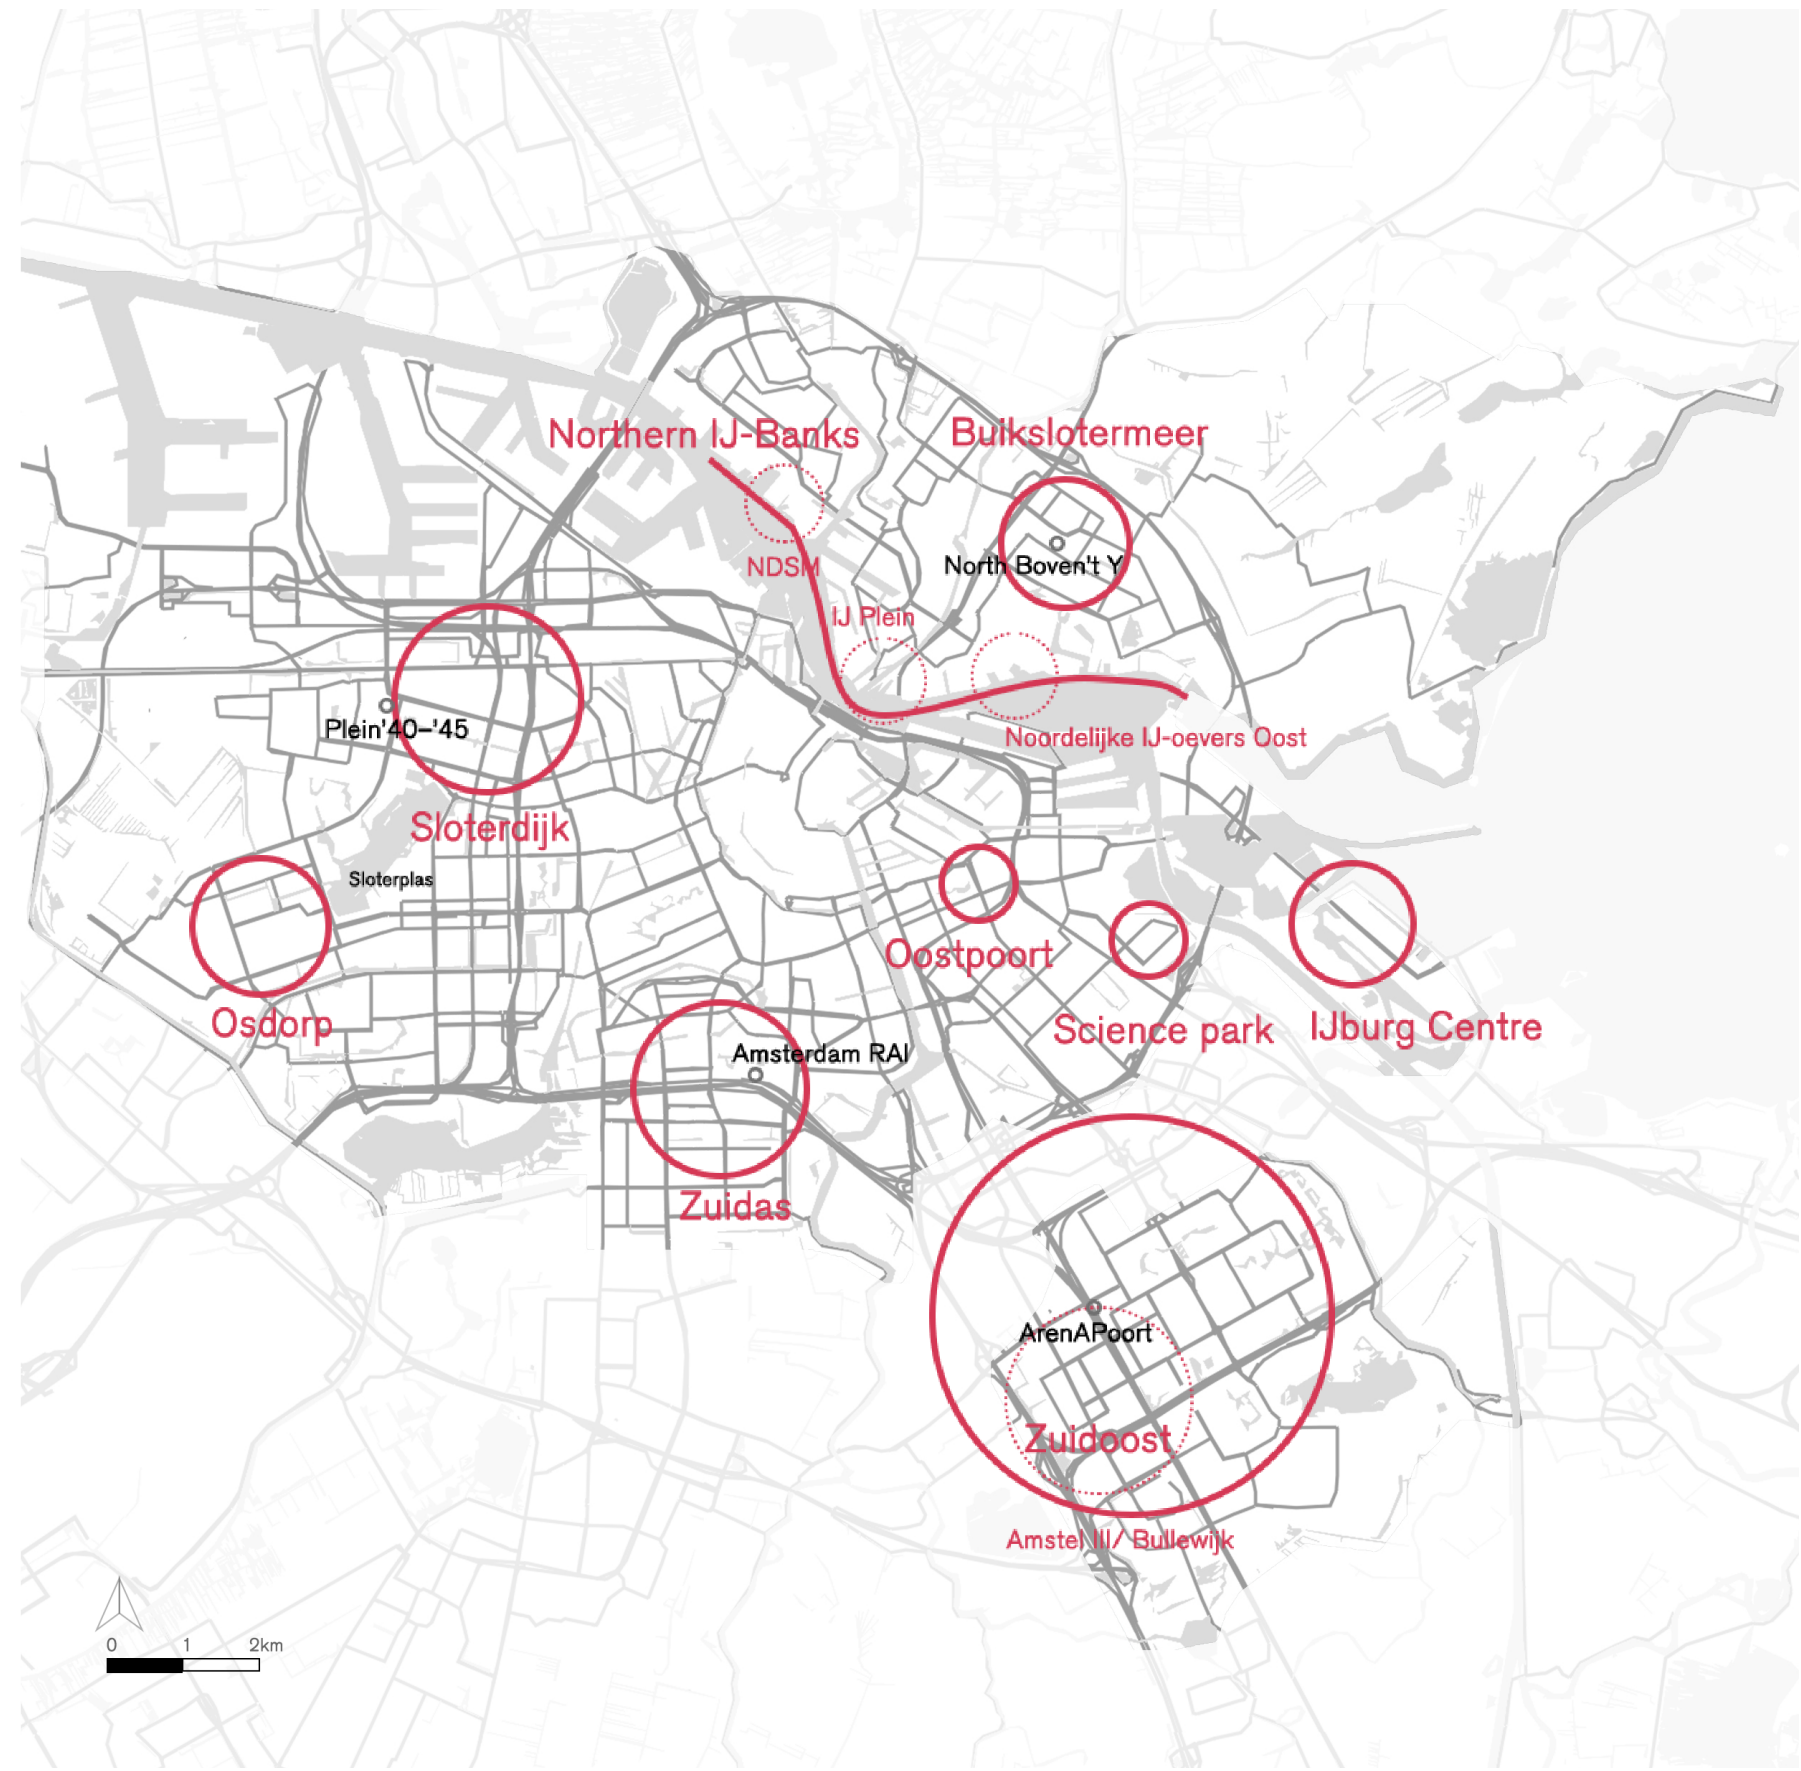 Northern IJ-Banks
Buikslotermeer
North Boven't Y
NDSM
IJ Plein
Plein'40-'45
Noordelijke IJ-oevers Oost
Sloterdijk
Sloterplas
Oostpoort
Osdorp
Science park
IJburg Centre
Amsterdam RAI
Zuidas
ArenAPoort
Zuidoost
Amstel III/ Bullewijk
0 1 2km